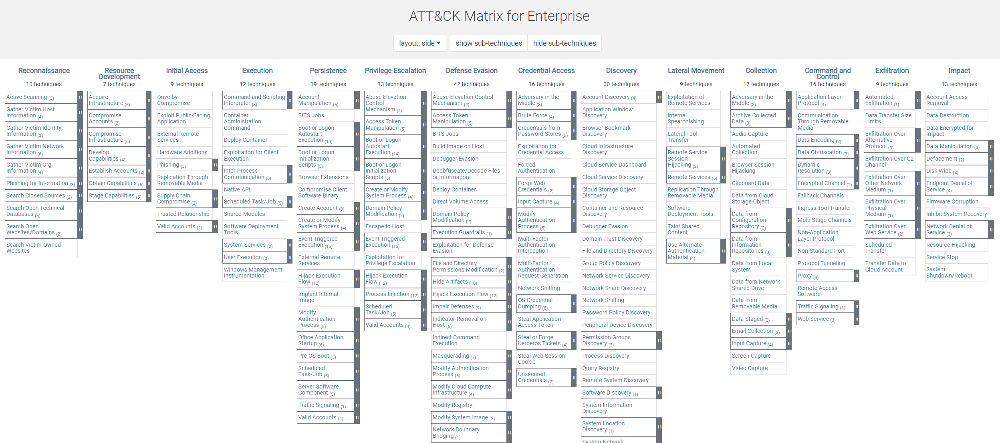 ATT&CK Matrix for Enterprise
layout: side
show sub-techniques
hide sub-techniques
Reconnaissance
10 techniques
Active Scanning (3)
Gather Victim Host
Information (4)
Gather Victim Identity
Information (3)
Gather Victim Network
Information (6)
Gather Victim Org
Information (4)
Phishing for Information (3)
Search Closed Sources (2)
Search Open Technical
Databases (5)
Search Open
Websites/Domains (2)
Search Victim-Owned
Websites
Resource
Development
7 techniques
Acquire
Infrastructure (6)
Compromise
Accounts (2)
Compromise
Infrastructure (6)
Develop
Capabilities (4)
Establish Accounts (2)
Obtain Capabilities (6)
Stage Capabilities (5)
Initial Access
9 techniques
Drive-by
Compromise
Exploit Public-Facing
Application
External Remote
Services
Hardware Additions
Phishing (3)
Replication Through
Removable Media
Supply Chain
Compromise (3)
Trusted Relationship
Valid Accounts (4)
Execution
12 techniques
Command and Scripting
Interpreter (8)
Container
Administration
Command
Deploy Container
Exploitation for Client
Execution
Inter-Process
Communication (3)
Native API
Scheduled Task/Job (5)
Shared Modules
Software Deployment
Tools
System Services (2)
User Execution (3)
Windows Management
Instrumentation
Persistence
19 techniques
Account
Manipulation (5)
BITS Jobs
Boot or Logon
Autostart
Execution (14)
Boot or Logon
Initialization
Scripts (5)
Browser Extensions
Compromise Client
Software Binary
Create Account (3)
Create or Modify
System Process (4)
Event Triggered
Execution (15)
External Remote
Services
Hijack Execution
Flow (12)
Implant Internal
Image
Modify
Authentication
Process (5)
Office Application
Startup (6)
Pre-OS Boot (5)
Scheduled
Task/Job (5)
Server Software
Component (5)
Traffic Signaling (1)
Valid Accounts (4)
Privilege Escalation
13 techniques
Abuse Elevation
Control
Mechanism (4)
Access Token
Manipulation (5)
Boot or Logon
Autostart
Execution (14)
Boot or Logon
Initialization
Scripts (5)
Create or Modify
System Process (4)
Domain Policy
Modification (2)
Escape to Host
Event Triggered
Execution (15)
Exploitation for
Privilege Escalation
Hijack Execution
Flow (12)
Process Injection (12)
Scheduled
Task/Job (5)
Valid Accounts (4)
Defense Evasion
42 techniques
Abuse Elevation Control
Mechanism (4)
Access Token
Manipulation (5)
BITS Jobs
Build Image on Host
Debugger Evasion
Deobfuscate/Decode Files
or Information
Deploy Container
Direct Volume Access
Domain Policy
Modification (2)
Execution Guardrails (1)
Exploitation for Defense
Evasion
File and Directory
Permissions Modification (2)
Hide Artifacts (10)
Hijack Execution Flow (12)
Impair Defenses (9)
Indicator Removal on
Host (6)
Indirect Command
Execution
Masquerading (7)
Modify Authentication
Process (5)
Modify Cloud Compute
Infrastructure (4)
Modify Registry
Modify System Image (2)
Network Boundary
Bridging (1)
Credential Access
16 techniques
Adversary-in-the-
Middle (3)
Brute Force (4)
Credentials from
Password Stores (5)
Exploitation for
Credential Access
Forced
Authentication
Forge Web
Credentials (2)
Input Capture (4)
Modify
Authentication
Process (5)
Multi-Factor
Authentication
Interception
Multi-Factor
Authentication
Request Generation
Network Sniffing
OS Credential
Dumping (8)
Steal Application
Access Token
Steal or Forge
Kerberos Tickets (4)
Steal Web Session
Cookie
Unsecured
Credentials (7)
Discovery
30 techniques
Account Discovery (4)
Application Window
Discovery
Browser Bookmark
Discovery
Cloud Infrastructure
Discovery
Cloud Service Dashboard
Cloud Service Discovery
Cloud Storage Object
Discovery
Container and Resource
Discovery
Debugger Evasion
Domain Trust Discovery
File and Directory Discovery
Group Policy Discovery
Network Service Discovery
Network Share Discovery
Network Sniffing
Password Policy Discovery
Peripheral Device Discovery
Permission Groups
Discovery (3)
Process Discovery
Query Registry
Remote System Discovery
Software Discovery (1)
System Information
Discovery
System Location
Discovery (1)
System Network
Lateral Movement
9 techniques
Exploitation of
Remote Services
Internal
Spearphishing
Lateral Tool
Transfer
Remote Service
Session
Hijacking (2)
Remote Services (6)
Replication Through
Removable Media
Software
Deployment Tools
Taint Shared
Content
Use Alternate
Authentication
Material (4)
Collection
17 techniques
Adversary-in-the-
Middle (3)
Archive Collected
Data (3)
Audio Capture
Automated
Collection
Browser Session
Hijacking
Clipboard Data
Data from Cloud
Storage Object
Data from
Configuration
Repository (2)
Data from
Information
Repositories (3)
Data from Local
System
Data from Network
Shared Drive
Data from
Removable Media
Data Staged (2)
Email Collection (3)
Input Capture (4)
Screen Capture
Video Capture
Command and
Control
16 techniques
Application Layer
Protocol (4)
Communication
Through Removable
Media
Data Encoding (2)
Data Obfuscation (3)
Dynamic
Resolution (3)
Encrypted Channel (2)
Fallback Channels
Ingress Tool Transfer
Multi-Stage Channels
Non-Application
Layer Protocol
Non-Standard Port
Protocol Tunneling
Proxy (4)
Remote Access
Software
Traffic Signaling (1)
Web Service (3)
Exfiltration
9 techniques
Automated
Exfiltration (1)
Data Transfer Size
Limits
Exfiltration Over
Alternative
Protocol (3)
Exfiltration Over C2
Channel
Exfiltration Over
Other Network
Medium (1)
Exfiltration Over
Physical
Medium (1)
Exfiltration Over
Web Service (2)
Scheduled
Transfer
Transfer Data to
Cloud Account
Impact
13 techniques
Account Access
Removal
Data Destruction
Data Encrypted for
Impact
Data Manipulation (3)
Defacement (2)
Disk Wipe (2)
Endpoint Denial of
Service (4)
Firmware Corruption
Inhibit System Recovery
Network Denial of
Service (2)
Resource Hijacking
Service Stop
System
Shutdown/Reboot